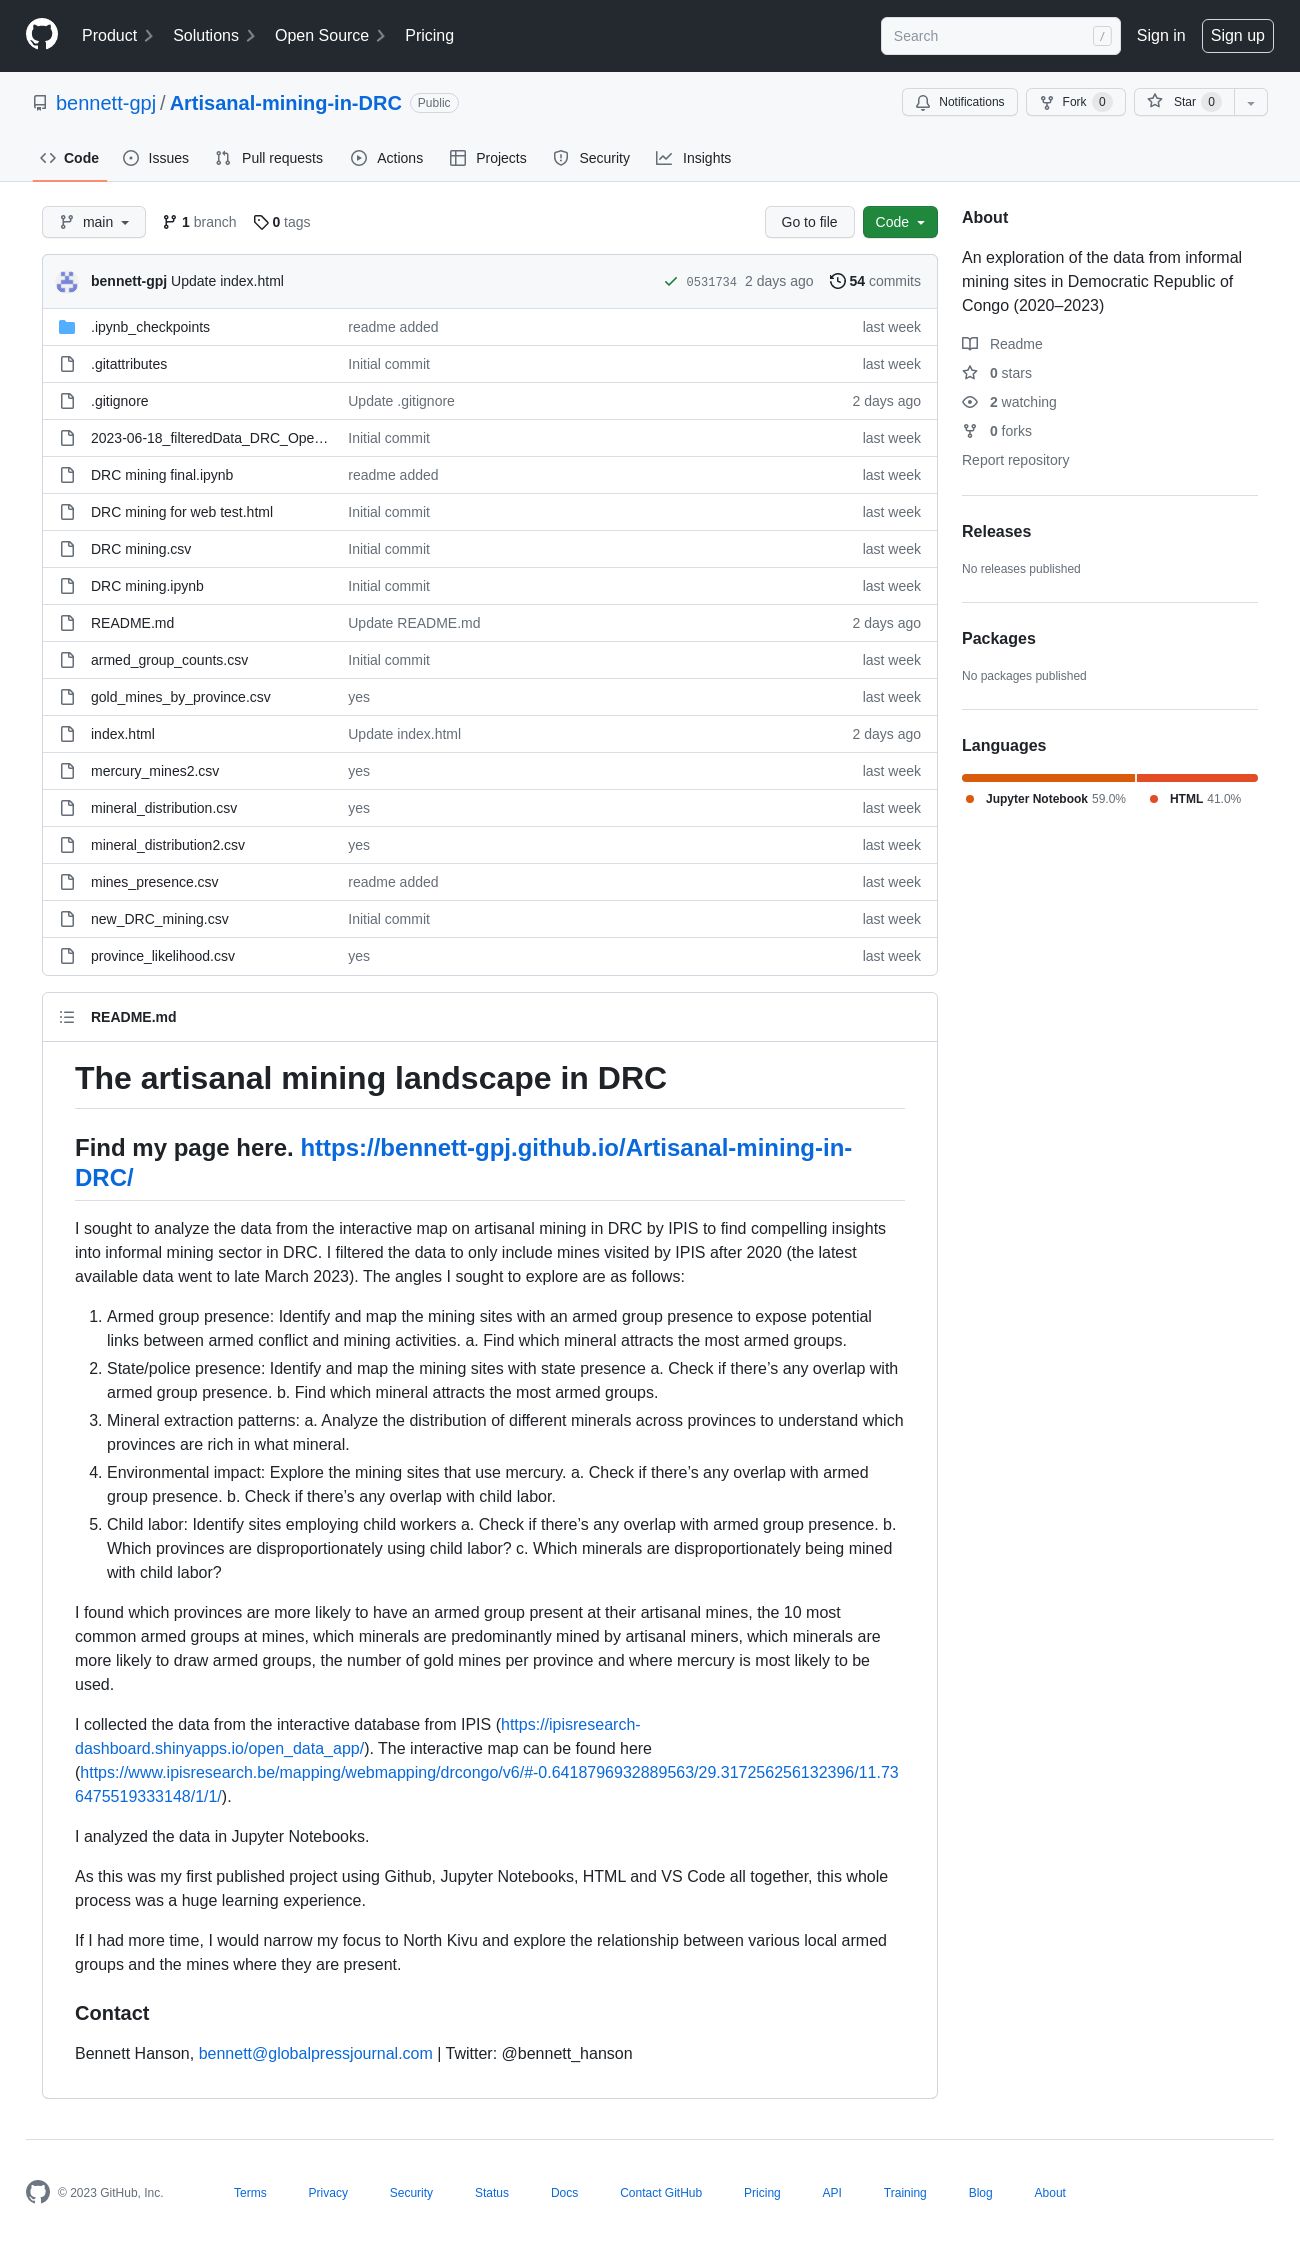 Product Solutions Open Source Pricing Search / Sign in Sign up
bennett-gpj / Artisanal-mining-in-DRC Public Notifications Fork 0 Star 0
Code Issues Pull requests Actions Projects Security Insights
main 1 branch 0 tags Go to file Code
bennett-gpj Update index.html 0531734 2 days ago 54 commits
.ipynb_checkpoints readme added last week
.gitattributes Initial commit last week
.gitignore Update .gitignore 2 days ago
2023-06-18_filteredData_DRC_Ope… Initial commit last week
DRC mining final.ipynb readme added last week
DRC mining for web test.html Initial commit last week
DRC mining.csv Initial commit last week
DRC mining.ipynb Initial commit last week
README.md Update README.md 2 days ago
armed_group_counts.csv Initial commit last week
gold_mines_by_province.csv yes last week
index.html Update index.html 2 days ago
mercury_mines2.csv yes last week
mineral_distribution.csv yes last week
mineral_distribution2.csv yes last week
mines_presence.csv readme added last week
new_DRC_mining.csv Initial commit last week
province_likelihood.csv yes last week
README.md
The artisanal mining landscape in DRC
Find my page here. https://bennett-gpj.github.io/Artisanal-mining-in-
DRC/
I sought to analyze the data from the interactive map on artisanal mining in DRC by IPIS to find compelling insights
into informal mining sector in DRC. I filtered the data to only include mines visited by IPIS after 2020 (the latest
available data went to late March 2023). The angles I sought to explore are as follows:
1. Armed group presence: Identify and map the mining sites with an armed group presence to expose potential
links between armed conflict and mining activities. a. Find which mineral attracts the most armed groups.
2. State/police presence: Identify and map the mining sites with state presence a. Check if there’s any overlap with
armed group presence. b. Find which mineral attracts the most armed groups.
3. Mineral extraction patterns: a. Analyze the distribution of different minerals across provinces to understand which
provinces are rich in what mineral.
4. Environmental impact: Explore the mining sites that use mercury. a. Check if there’s any overlap with armed
group presence. b. Check if there’s any overlap with child labor.
5. Child labor: Identify sites employing child workers a. Check if there’s any overlap with armed group presence. b.
Which provinces are disproportionately using child labor? c. Which minerals are disproportionately being mined
with child labor?
I found which provinces are more likely to have an armed group present at their artisanal mines, the 10 most
common armed groups at mines, which minerals are predominantly mined by artisanal miners, which minerals are
more likely to draw armed groups, the number of gold mines per province and where mercury is most likely to be
used.
I collected the data from the interactive database from IPIS (https://ipisresearch-
dashboard.shinyapps.io/open_data_app/). The interactive map can be found here
(https://www.ipisresearch.be/mapping/webmapping/drcongo/v6/#-0.6418796932889563/29.317256256132396/11.73
6475519333148/1/1/).
I analyzed the data in Jupyter Notebooks.
As this was my first published project using Github, Jupyter Notebooks, HTML and VS Code all together, this whole
process was a huge learning experience.
If I had more time, I would narrow my focus to North Kivu and explore the relationship between various local armed
groups and the mines where they are present.
Contact
Bennett Hanson, bennett@globalpressjournal.com | Twitter: @bennett_hanson
About
An exploration of the data from informal
mining sites in Democratic Republic of
Congo (2020–2023)
Readme
0 stars
2 watching
0 forks
Report repository
Releases
No releases published
Packages
No packages published
Languages
Jupyter Notebook 59.0% HTML 41.0%
© 2023 GitHub, Inc. Terms Privacy Security Status Docs Contact GitHub Pricing API Training Blog About